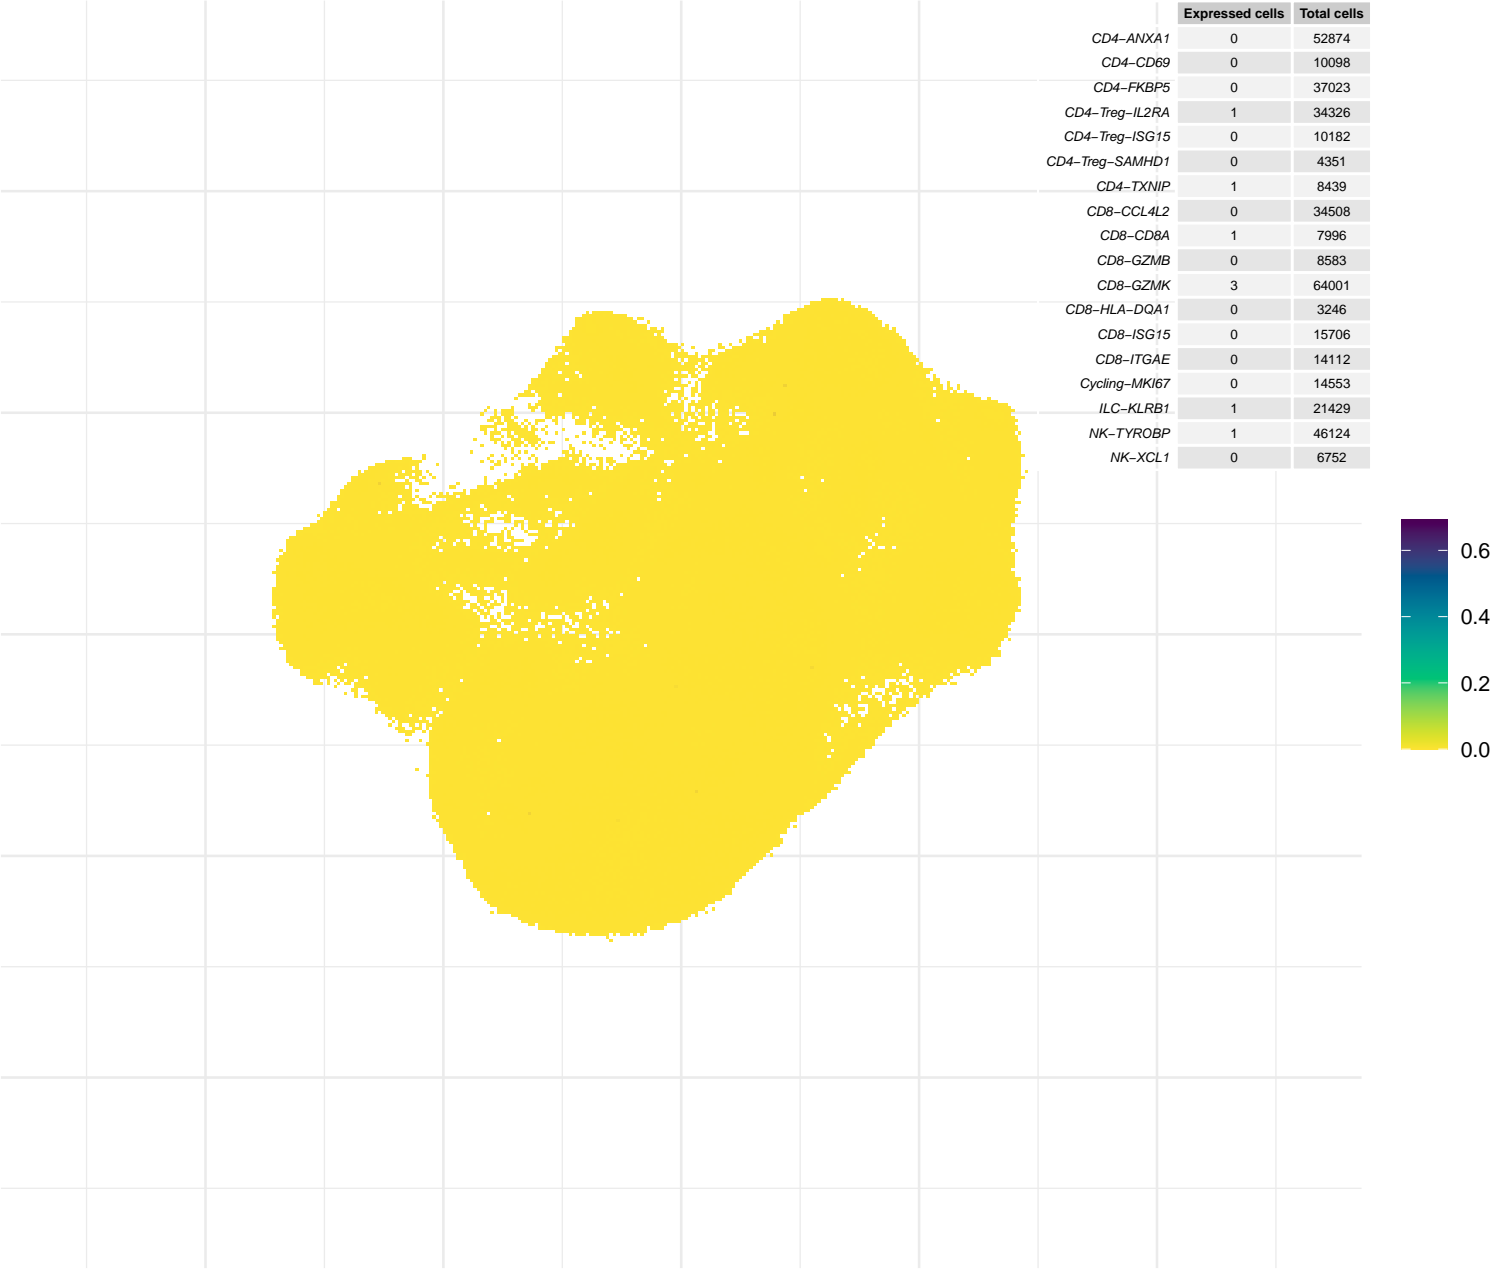 Expressed cells Total cells
CD4−ANXA1 0 52874
CD4−CD69 0 10098
CD4−FKBP5 0 37023
CD4−Treg−IL2RA 1 34326
CD4−Treg−ISG15 0 10182
CD4−Treg−SAMHD1 0 4351
CD4−TXNIP 1 8439
CD8−CCL4L2 0 34508
CD8−CD8A 1 7996
CD8−GZMB 0 8583
CD8−GZMK 3 64001
CD8−HLA−DQA1 0 3246
CD8−ISG15 0 15706
CD8−ITGAE 0 14112
Cycling−MKI67 0 14553
ILC−KLRB1 1 21429
NK−TYROBP 1 46124
NK−XCL1 0 6752
0.6
0.4
0.2
0.0